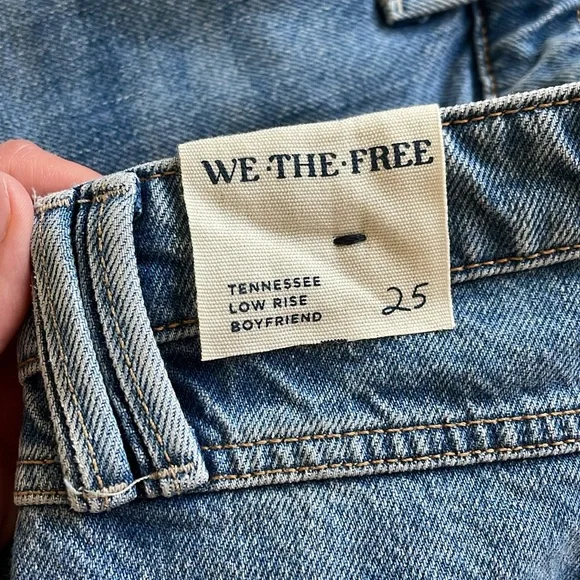 WE·THE·FREE
TENNESSEE
LOW RISE
BOYFRIEND
25